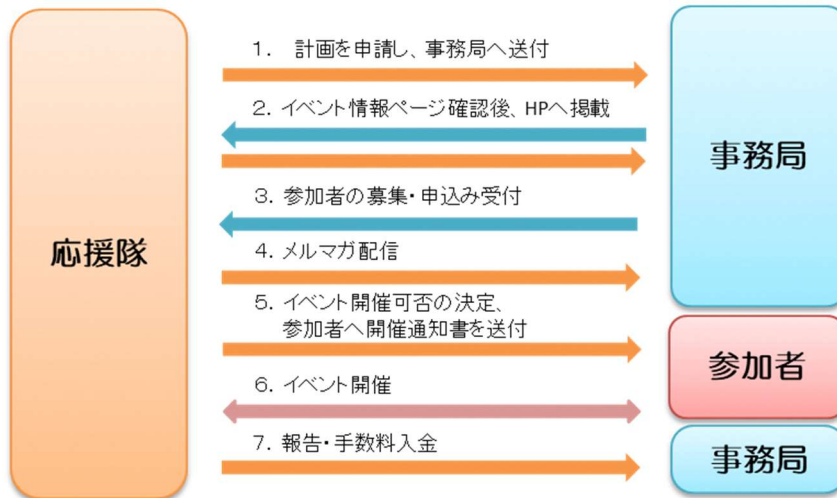 応援隊
1. 計画を申請し、事務局へ送付
2. イベント情報ページ確認後、HPへ掲載
3. 参加者の募集・申込み受付
4. メルマガ配信
5. イベント開催可否の決定、
参加者へ開催通知書を送付
6. イベント開催
7. 報告・手数料入金
事務局
参加者
事務局